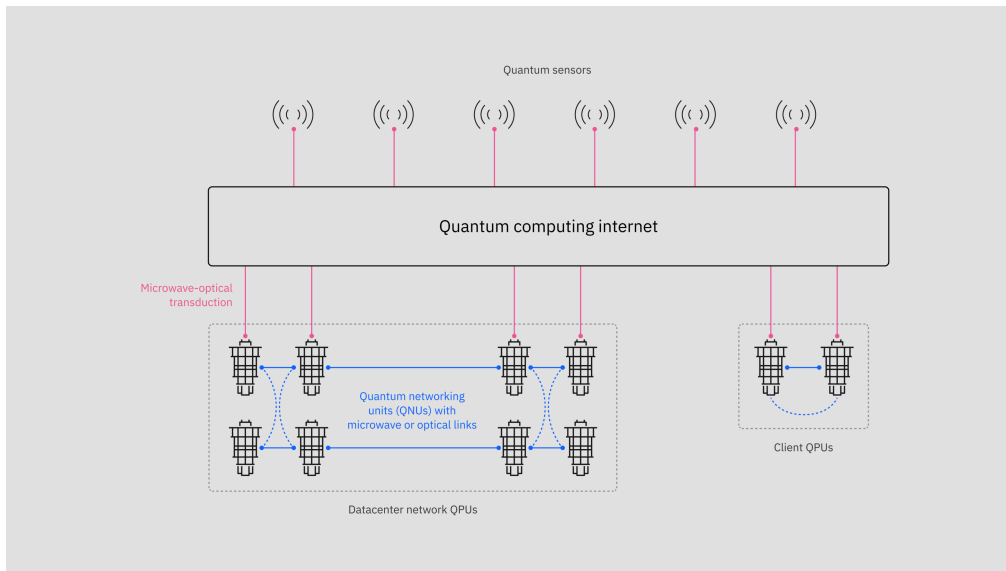 Quantum sensors
Quantum computing internet
Microwave-optical
transduction
Quantum networking
units (QNUs) with
microwave or optical links
Client QPUs
Datacenter network QPUs